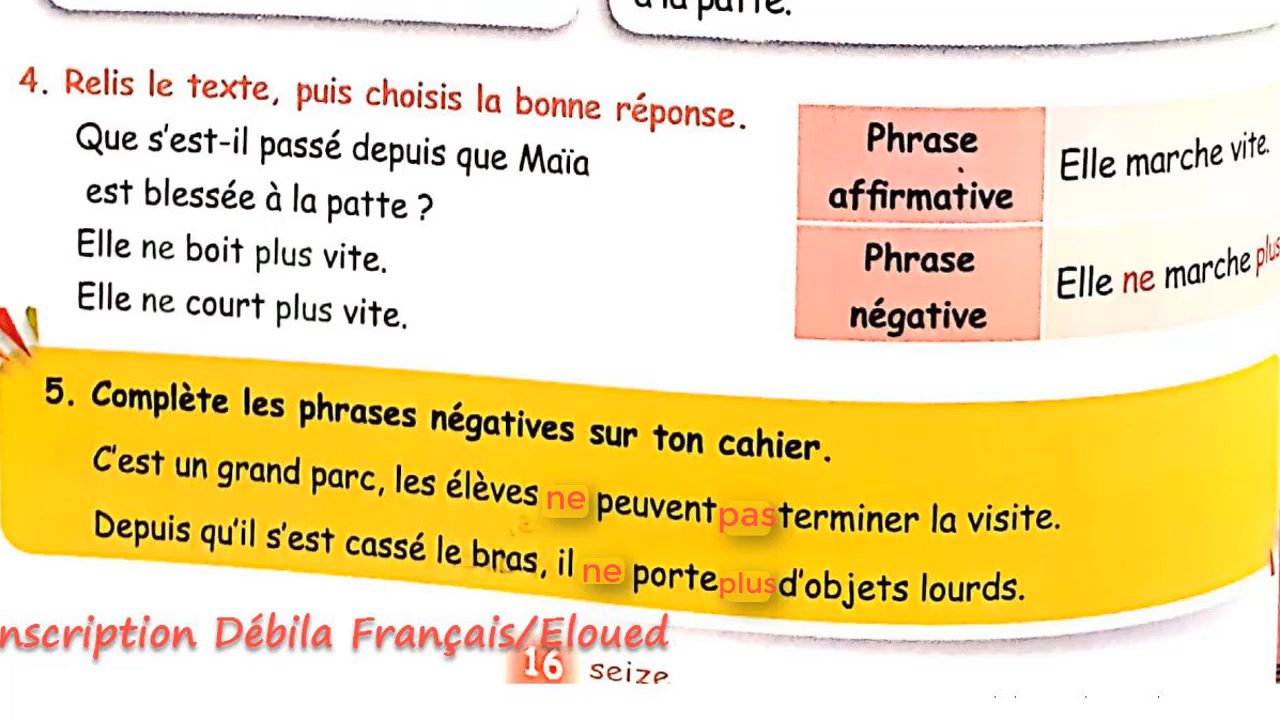 à la patte.
4. Relis le texte, puis choisis la bonne réponse.
Que s'est-il passé depuis que Maïa
est blessée à la patte ?
Elle ne boit plus vite.
Elle ne court plus vite.
Phrase
affirmative
Elle marche vite.
Phrase
négative
Elle ne marche plus
5. Complète les phrases négatives sur ton cahier.
C'est un grand parc, les élèves ne peuvent pas terminer la visite.
Depuis qu'il s'est cassé le bras, il ne porte plus d'objets lourds.
nscription Débila Français/Eloued
16 seize